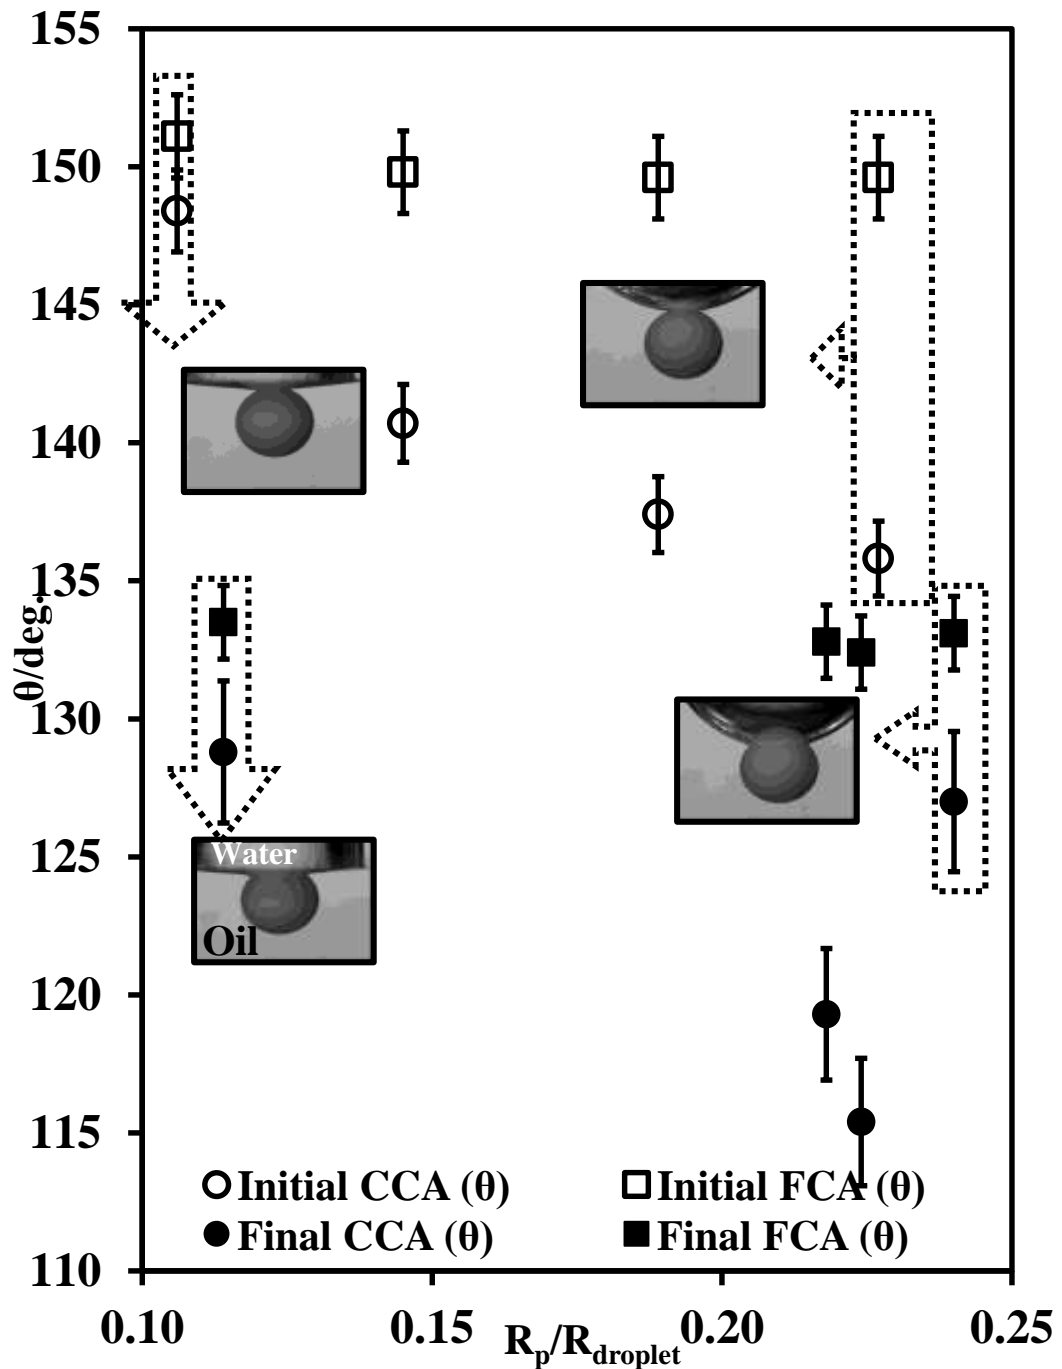 155
150
145
140
135
130
125
120
115
110
θ/deg.
Water
Oil
Initial CCA (θ)
Initial FCA (θ)
Final CCA (θ)
Final FCA (θ)
0.10
0.15
0.20
0.25
Rp/Rdroplet